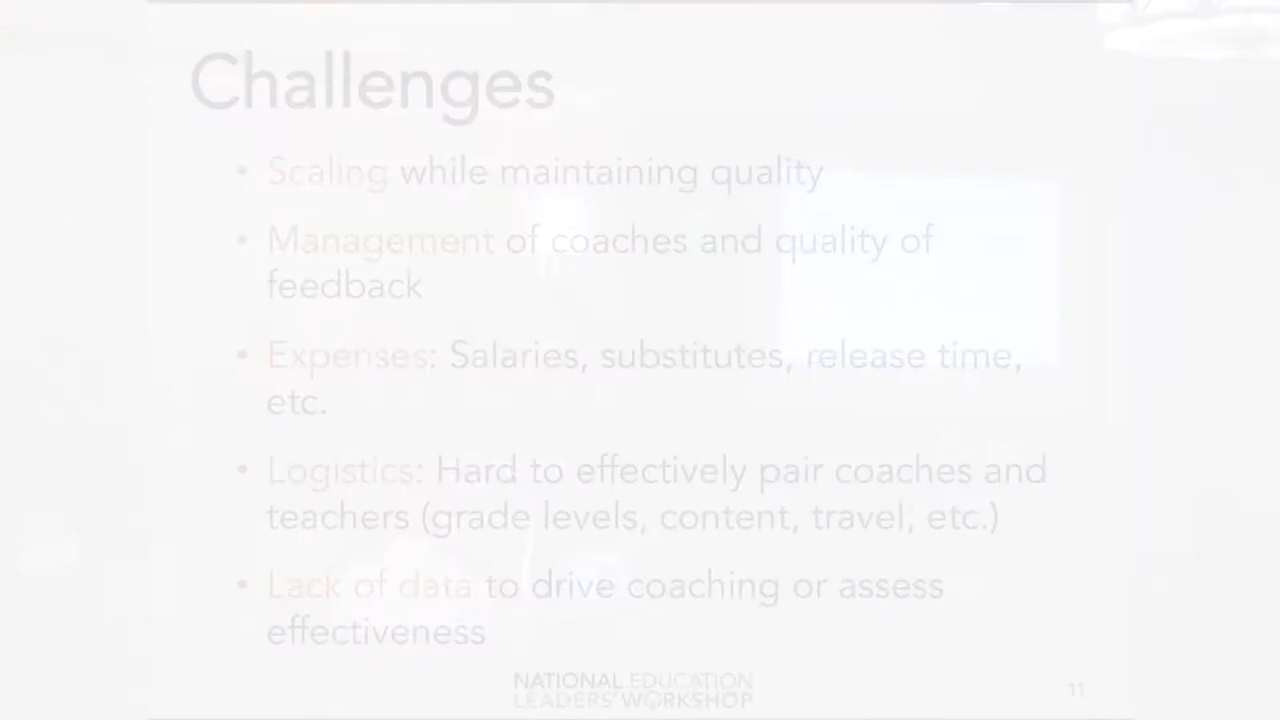 Challenges
• Scaling while maintaining quality
• Management of coaches and quality of
feedback
• Expenses: Salaries, substitutes, release time,
etc.
• Logistics: Hard to effectively pair coaches and
teachers (grade levels, content, travel, etc.)
• Lack of data to drive coaching or assess
effectiveness
NATIONAL EDUCATION
LEADERS' WORKSHOP
11